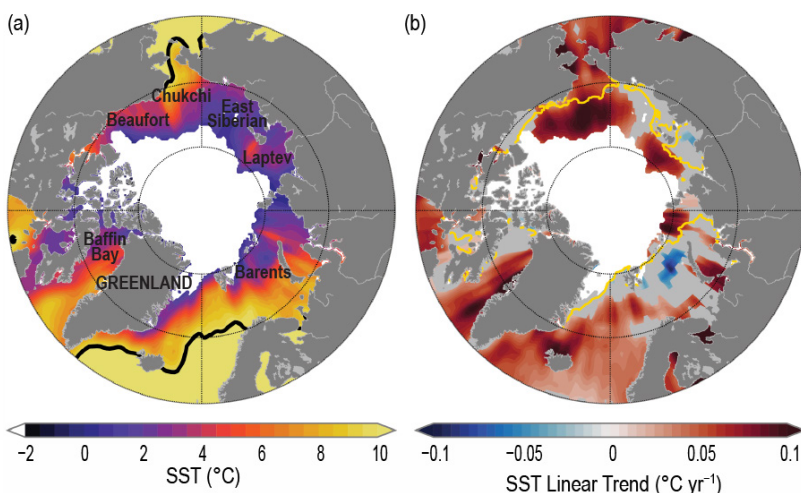 (a)
Chukchi
Beaufort
East
Siberian
Laptev
Baffin
Bay
GREENLAND
Barents
−2 0 2 4 6 8 10
SST (°C)
(b)
−0.1 −0.05 0 0.05 0.1
SST Linear Trend (°C yr⁻¹)